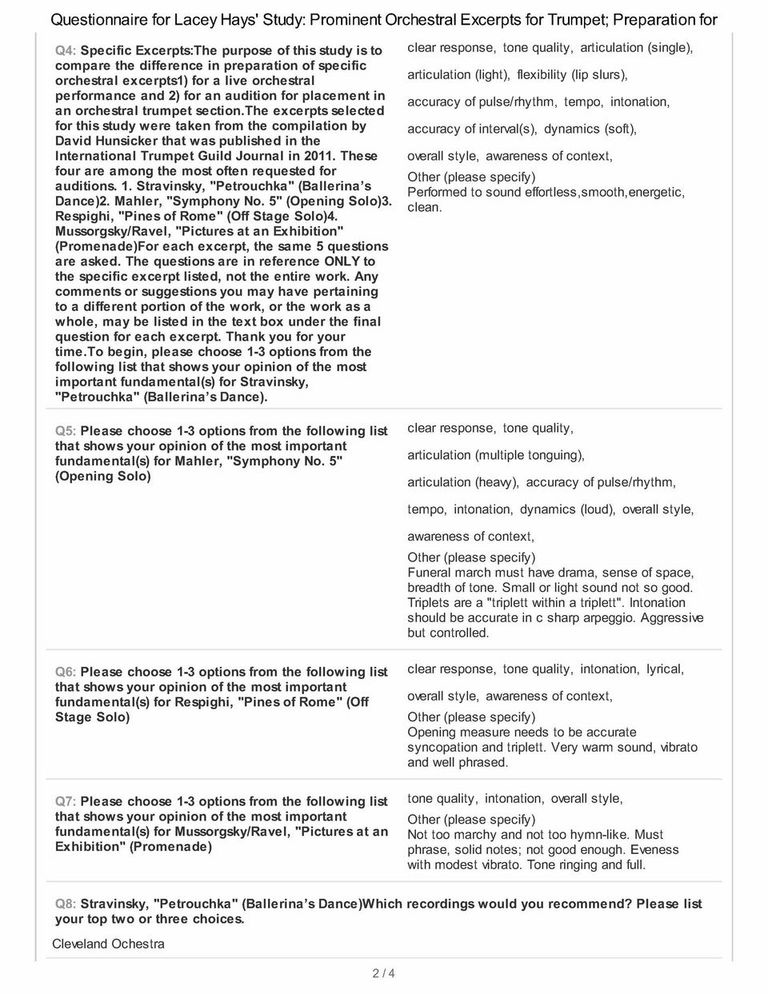 Questionnaire for Lacey Hays' Study: Prominent Orchestral Excerpts for Trumpet; Preparation for
Q4: Specific Excerpts:The purpose of this study is to
compare the difference in preparation of specific
orchestral excerpts1) for a live orchestral
performance and 2) for an audition for placement in
an orchestral trumpet section.The excerpts selected
for this study were taken from the compilation by
David Hunsicker that was published in the
International Trumpet Guild Journal in 2011. These
four are among the most often requested for
auditions. 1. Stravinsky, "Petrouchka" (Ballerina's
Dance)2. Mahler, "Symphony No. 5" (Opening Solo)3.
Respighi, "Pines of Rome" (Off Stage Solo)4.
Mussorgsky/Ravel, "Pictures at an Exhibition"
(Promenade)For each excerpt, the same 5 questions
are asked. The questions are in reference ONLY to
the specific excerpt listed, not the entire work. Any
comments or suggestions you may have pertaining
to a different portion of the work, or the work as a
whole, may be listed in the text box under the final
question for each excerpt. Thank you for your
time.To begin, please choose 1-3 options from the
following list that shows your opinion of the most
important fundamental(s) for Stravinsky,
"Petrouchka" (Ballerina's Dance).
clear response, tone quality, articulation (single),
articulation (light), flexibility (lip slurs),
accuracy of pulse/rhythm, tempo, intonation,
accuracy of interval(s), dynamics (soft),
overall style, awareness of context,
Other (please specify)
Performed to sound effortless,smooth,energetic,
clean.
Q5: Please choose 1-3 options from the following list
that shows your opinion of the most important
fundamental(s) for Mahler, "Symphony No. 5"
(Opening Solo)
clear response, tone quality,
articulation (multiple tonguing),
articulation (heavy), accuracy of pulse/rhythm,
tempo, intonation, dynamics (loud), overall style,
awareness of context,
Other (please specify)
Funeral march must have drama, sense of space,
breadth of tone. Small or light sound not so good.
Triplets are a "triplett within a triplett". Intonation
should be accurate in c sharp arpeggio. Aggressive
but controlled.
Q6: Please choose 1-3 options from the following list
that shows your opinion of the most important
fundamental(s) for Respighi, "Pines of Rome" (Off
Stage Solo)
clear response, tone quality, intonation, lyrical,
overall style, awareness of context,
Other (please specify)
Opening measure needs to be accurate
syncopation and triplett. Very warm sound, vibrato
and well phrased.
Q7: Please choose 1-3 options from the following list
that shows your opinion of the most important
fundamental(s) for Mussorgsky/Ravel, "Pictures at an
Exhibition" (Promenade)
tone quality, intonation, overall style,
Other (please specify)
Not too marchy and not too hymn-like. Must
phrase, solid notes; not good enough. Eveness
with modest vibrato. Tone ringing and full.
Q8: Stravinsky, "Petrouchka" (Ballerina's Dance)Which recordings would you recommend? Please list
your top two or three choices.
Cleveland Ochestra
2 / 4